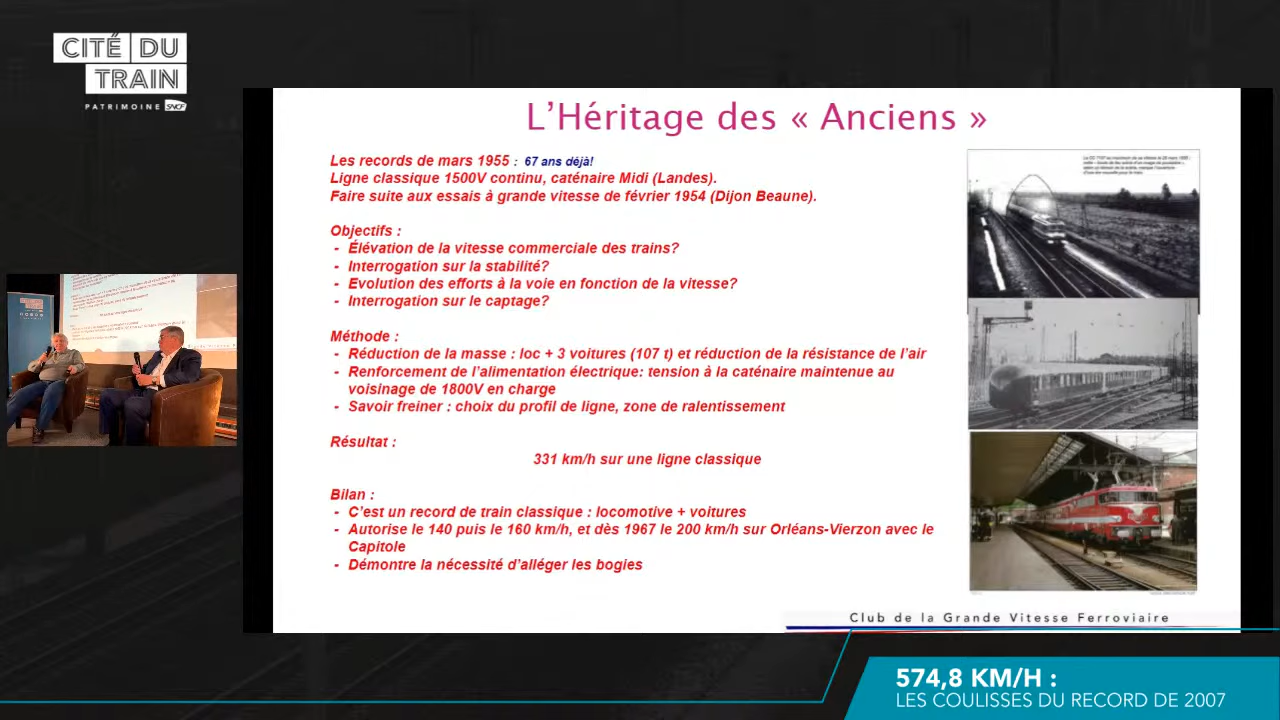 CITÉ DU
TRAIN
PATRIMOINE SNCF
L'Héritage des « Anciens »
Les records de mars 1955 : 67 ans déjà!
Ligne classique 1500V continu, caténaire Midi (Landes).
Faire suite aux essais à grande vitesse de février 1954 (Dijon Beaune).
Objectifs :
- Élévation de la vitesse commerciale des trains?
- Interrogation sur la stabilité?
- Evolution des efforts à la voie en fonction de la vitesse?
- Interrogation sur le captage?
Méthode :
- Réduction de la masse : loc + 3 voitures (107 t) et réduction de la résistance de l'air
- Renforcement de l'alimentation électrique: tension à la caténaire maintenue au
voisinage de 1800V en charge
- Savoir freiner : choix du profil de ligne, zone de ralentissement
Résultat :
331 km/h sur une ligne classique
Bilan :
- C'est un record de train classique : locomotive + voitures
- Autorise le 140 puis le 160 km/h, et dès 1967 le 200 km/h sur Orléans-Vierzon avec le
Capitole
- Démontre la nécessité d'alléger les bogies
Club de la Grande Vitesse Ferroviaire
574,8 KM/H :
LES COULISSES DU RECORD DE 2007